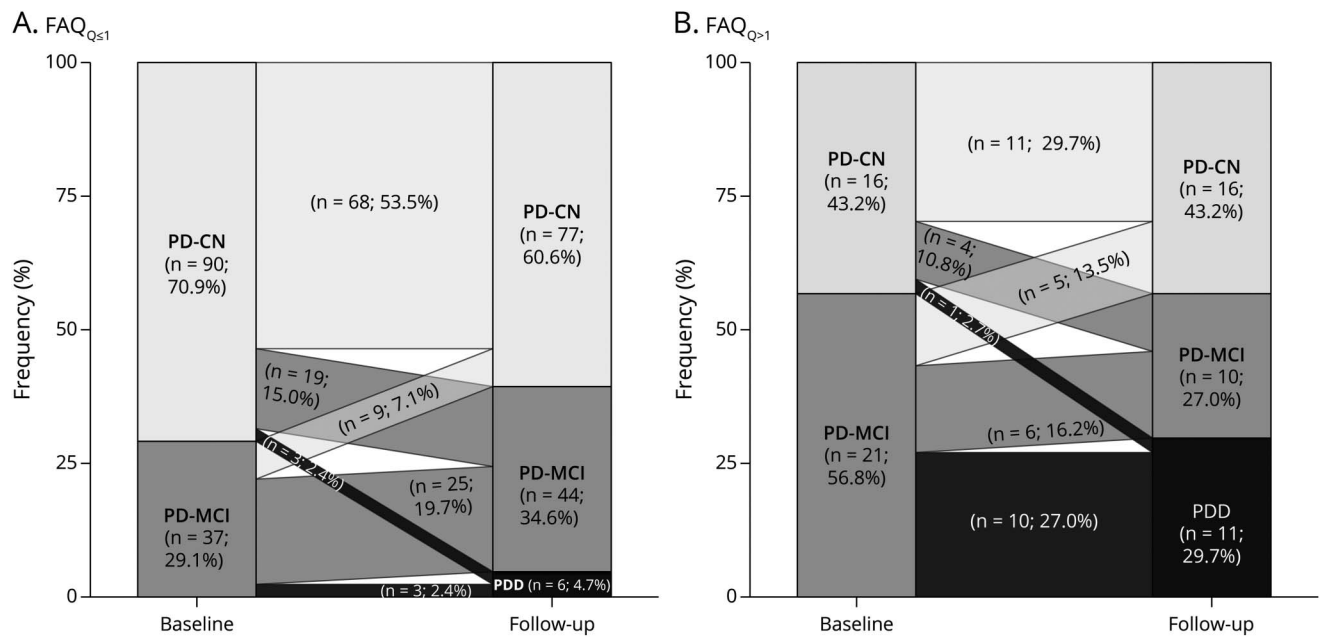 A. FAQQ≤1
100
75
50
25
0
Frequency (%)
PD-CN
(n = 90;
70.9%)
PD-MCI
(n = 37;
29.1%)
(n = 68; 53.5%)
(n = 19;
15.0%)
(n = 9; 7.1%)
(n = 3; 2.4%)
(n = 25;
19.7%)
(n = 3; 2.4%)
PD-CN
(n = 77;
60.6%)
PD-MCI
(n = 44;
34.6%)
PDD (n = 6; 4.7%)
Baseline
Follow-up
B. FAQQ>1
100
75
50
25
0
Frequency (%)
PD-CN
(n = 16;
43.2%)
PD-MCI
(n = 21;
56.8%)
(n = 11; 29.7%)
(n = 4;
10.8%)
(n = 5; 13.5%)
(n = 1; 2.7%)
(n = 6; 16.2%)
(n = 10; 27.0%)
PD-CN
(n = 16;
43.2%)
PD-MCI
(n = 10;
27.0%)
PDD
(n = 11;
29.7%)
Baseline
Follow-up